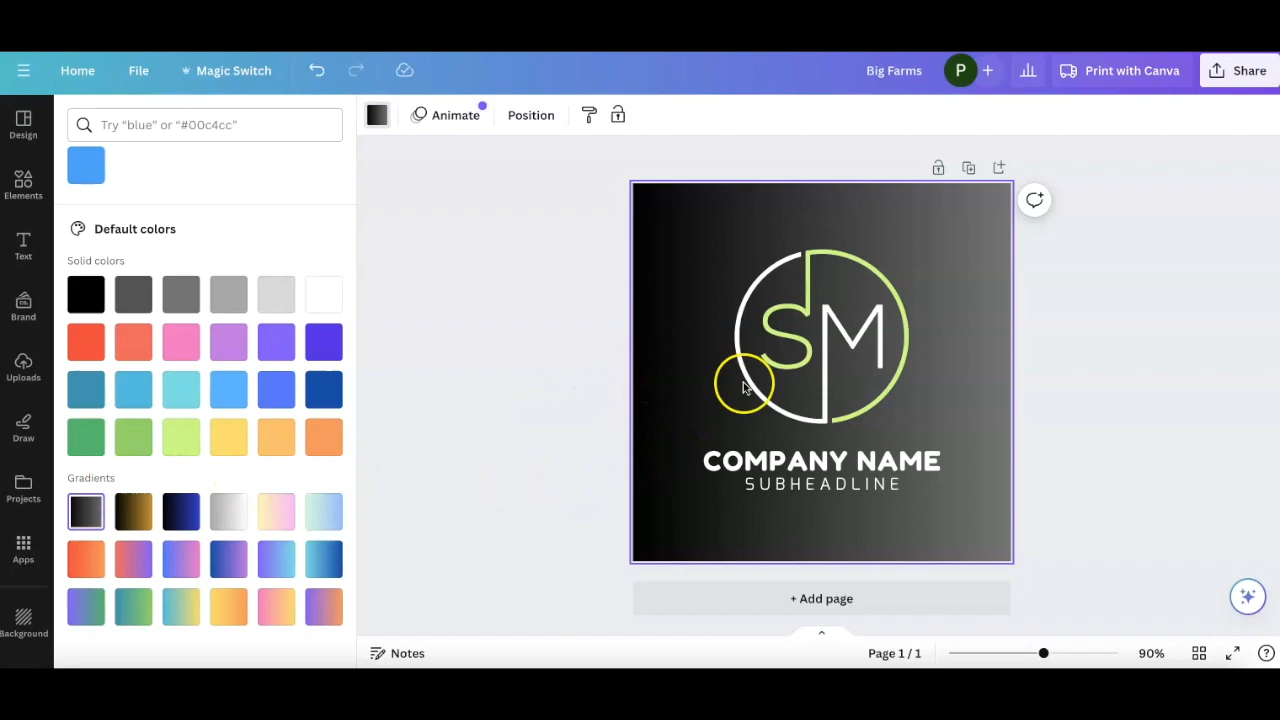 Home
File
Magic Switch
Big Farms
P
+
Print with Canva
Share
Design
Elements
Text
Brand
Uploads
Draw
Projects
Apps
Background
Try “blue” or “#00c4cc”
Default colors
Solid colors
Gradients
Animate
Position
SM
COMPANY NAME
SUBHEADLINE
+ Add page
Notes
Page 1 / 1
90%
?